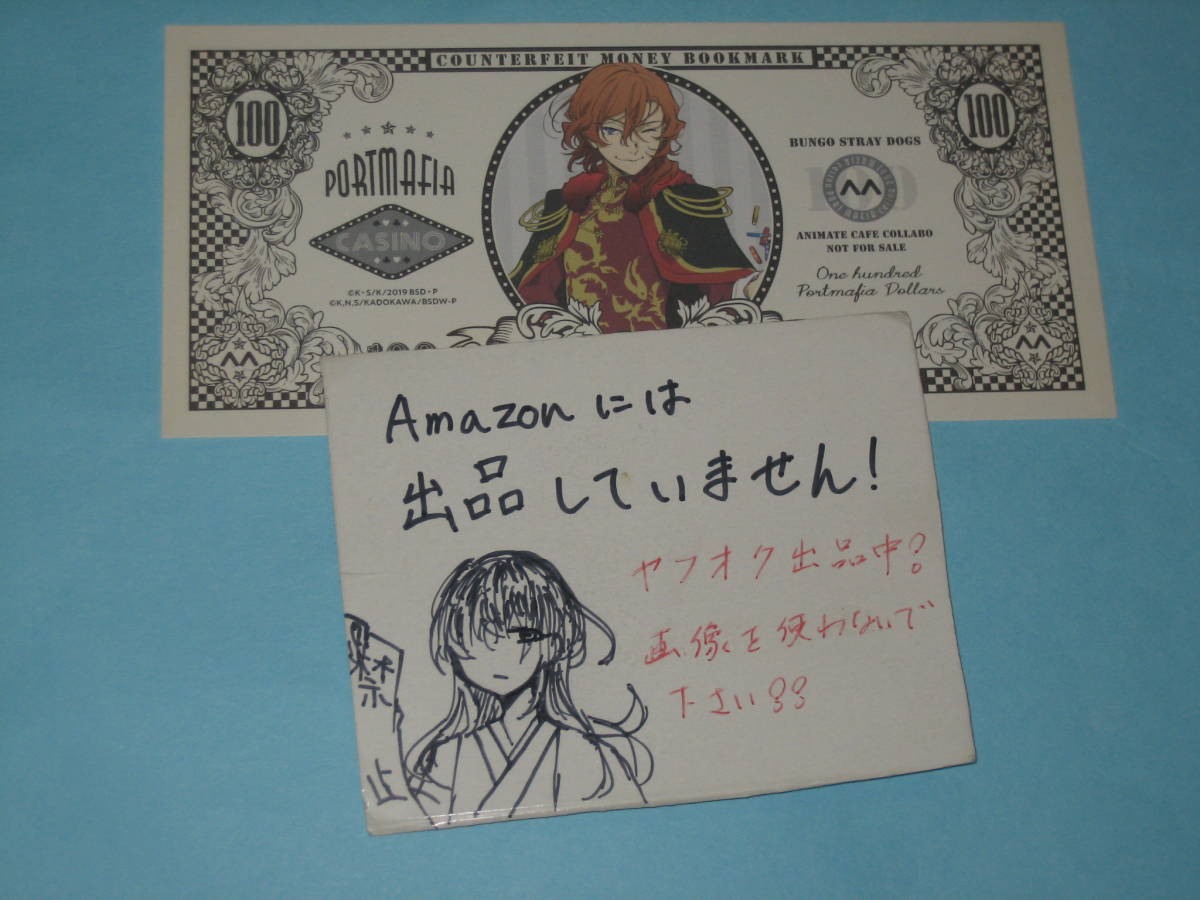 COUNTERFEIT MONEY BOOKMARK
100
100
PORTMAFIA
CASINO
©K・S/K/2019 BSD・P
©K,N,S/KADOKAWA/BSDW-P
BUNGO STRAY DOGS
100
ANIMATE CAFE COLLABO
NOT FOR SALE
One hundred
Portmafia Dollars
Amazonには
出品していません!
ヤフオク出品中!
画像を使わないで
下さい!!
禁止